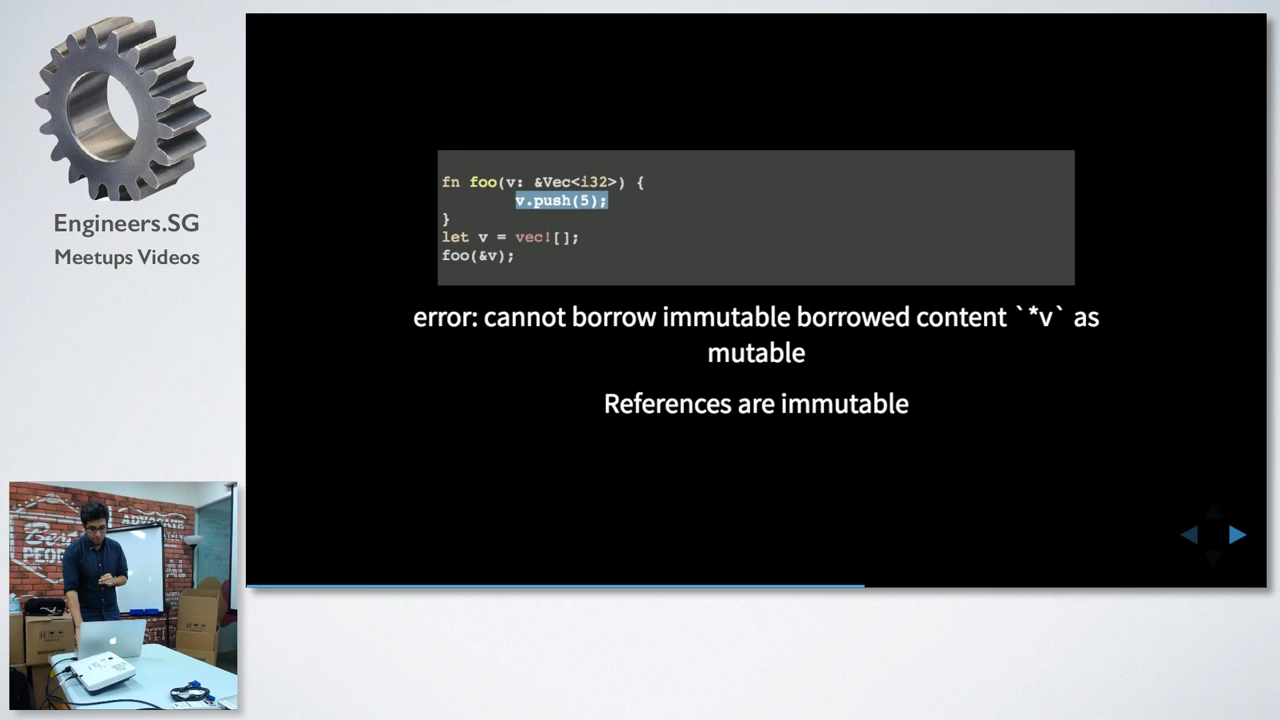 Engineers.SG
Meetups Videos
fn foo(v: &Vec<i32>) {
v.push(5);
}
let v = vec![];
foo(&v);
error: cannot borrow immutable borrowed content `*v` as
mutable
References are immutable